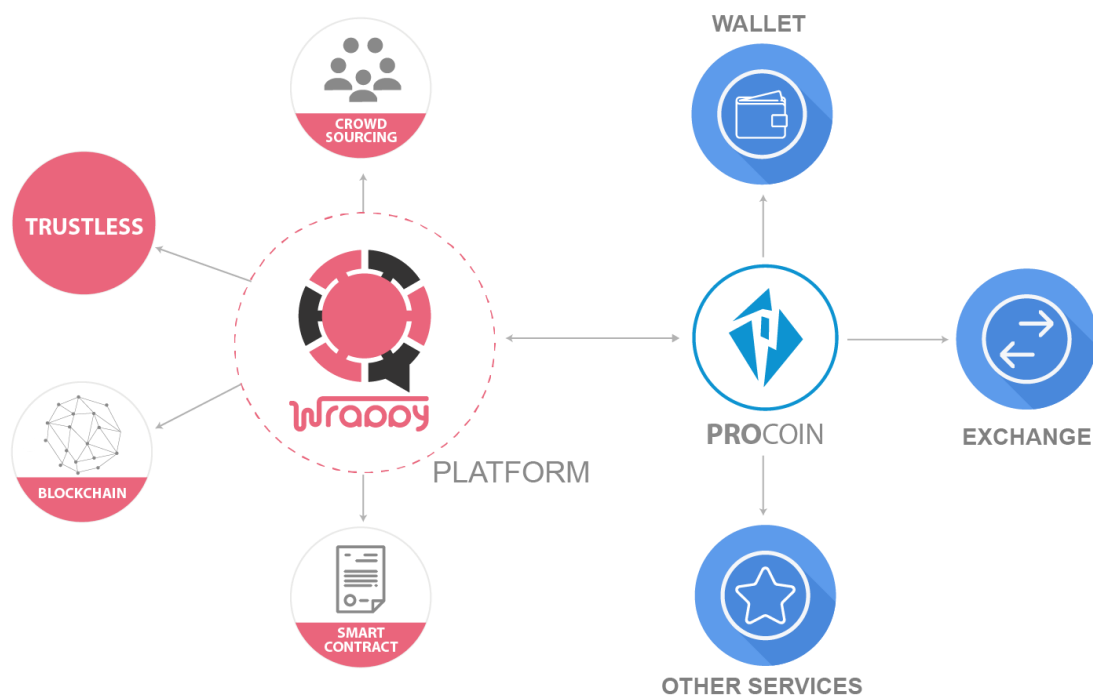 WALLET
CROWD
SOURCING
TRUSTLESS
Wrappy
PLATFORM
PROCOIN
EXCHANGE
BLOCKCHAIN
SMART
CONTRACT
OTHER SERVICES